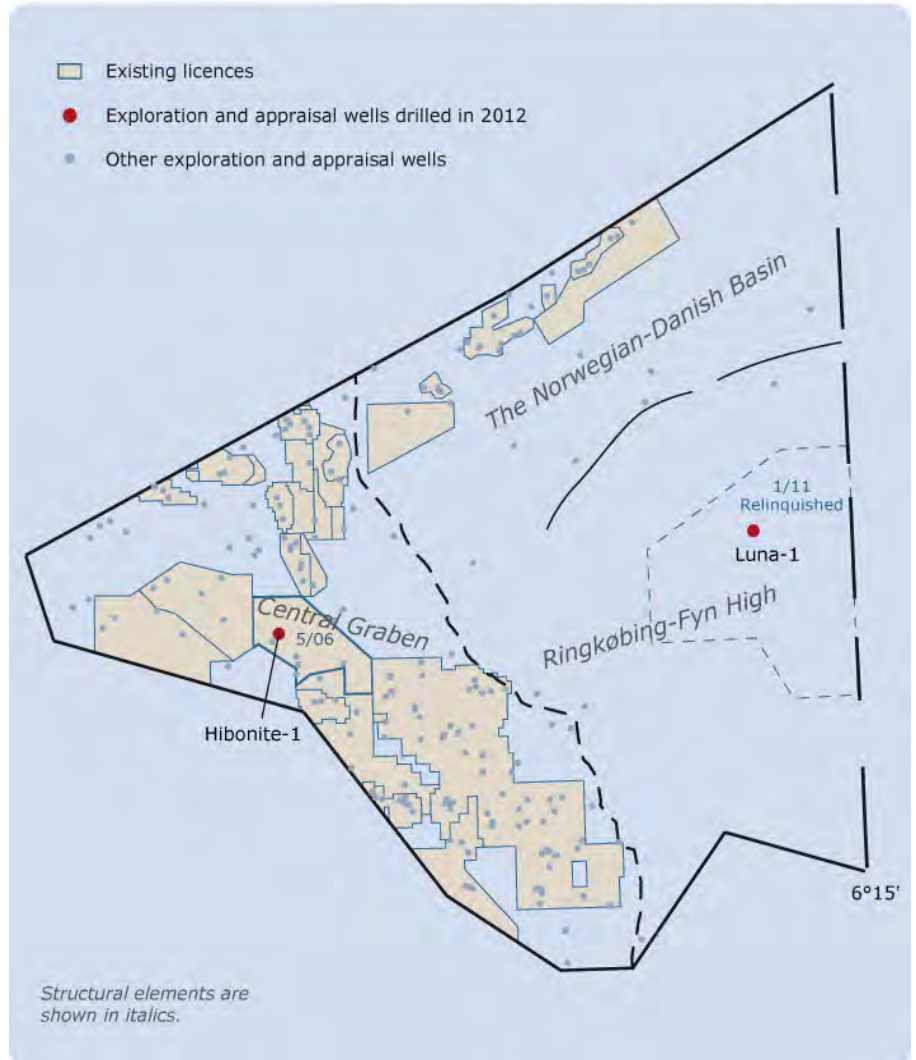 Existing licences
Exploration and appraisal wells drilled in 2012
Other exploration and appraisal wells
The Norwegian-Danish Basin
1/11
Relinquished
Luna-1
Ringkøbing-Fyn High
Central Graben
5/06
Hibonite-1
6°15'
Structural elements are
shown in italics.